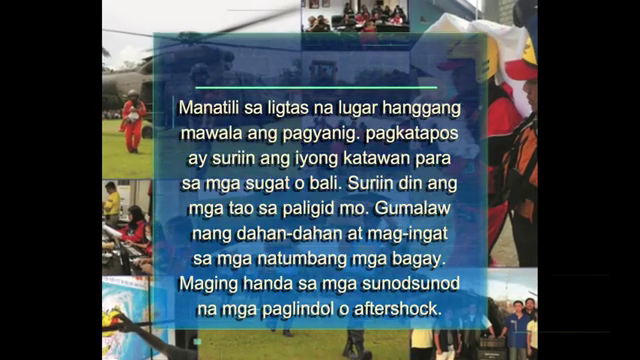 Manatili sa ligtas na lugar hanggang
mawala ang pagyanig. pagkatapos
ay suriin ang iyong katawan para
sa mga sugat o bali. Suriin din ang
mga tao sa paligid mo. Gumalaw
nang dahan-dahan at mag-ingat
sa mga natumbang mga bagay.
Maging handa sa mga sunodsunod
na mga paglindol o aftershock.